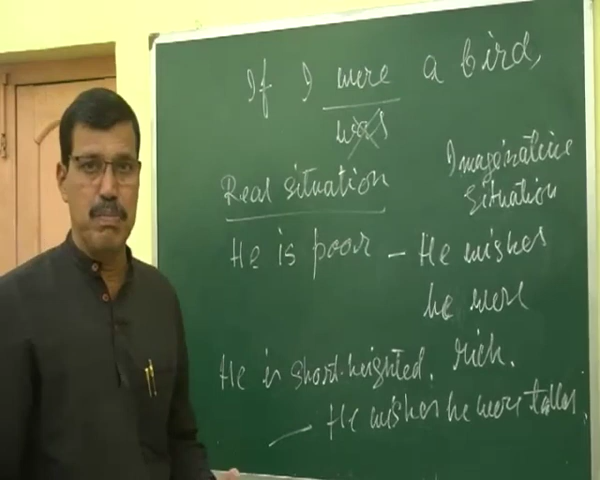 If I were a bird,
was
Real situation
Imaginative
Situation
He is poor – He wishes
he were
rich.
He is short-heighted.
– He wishes he were taller.